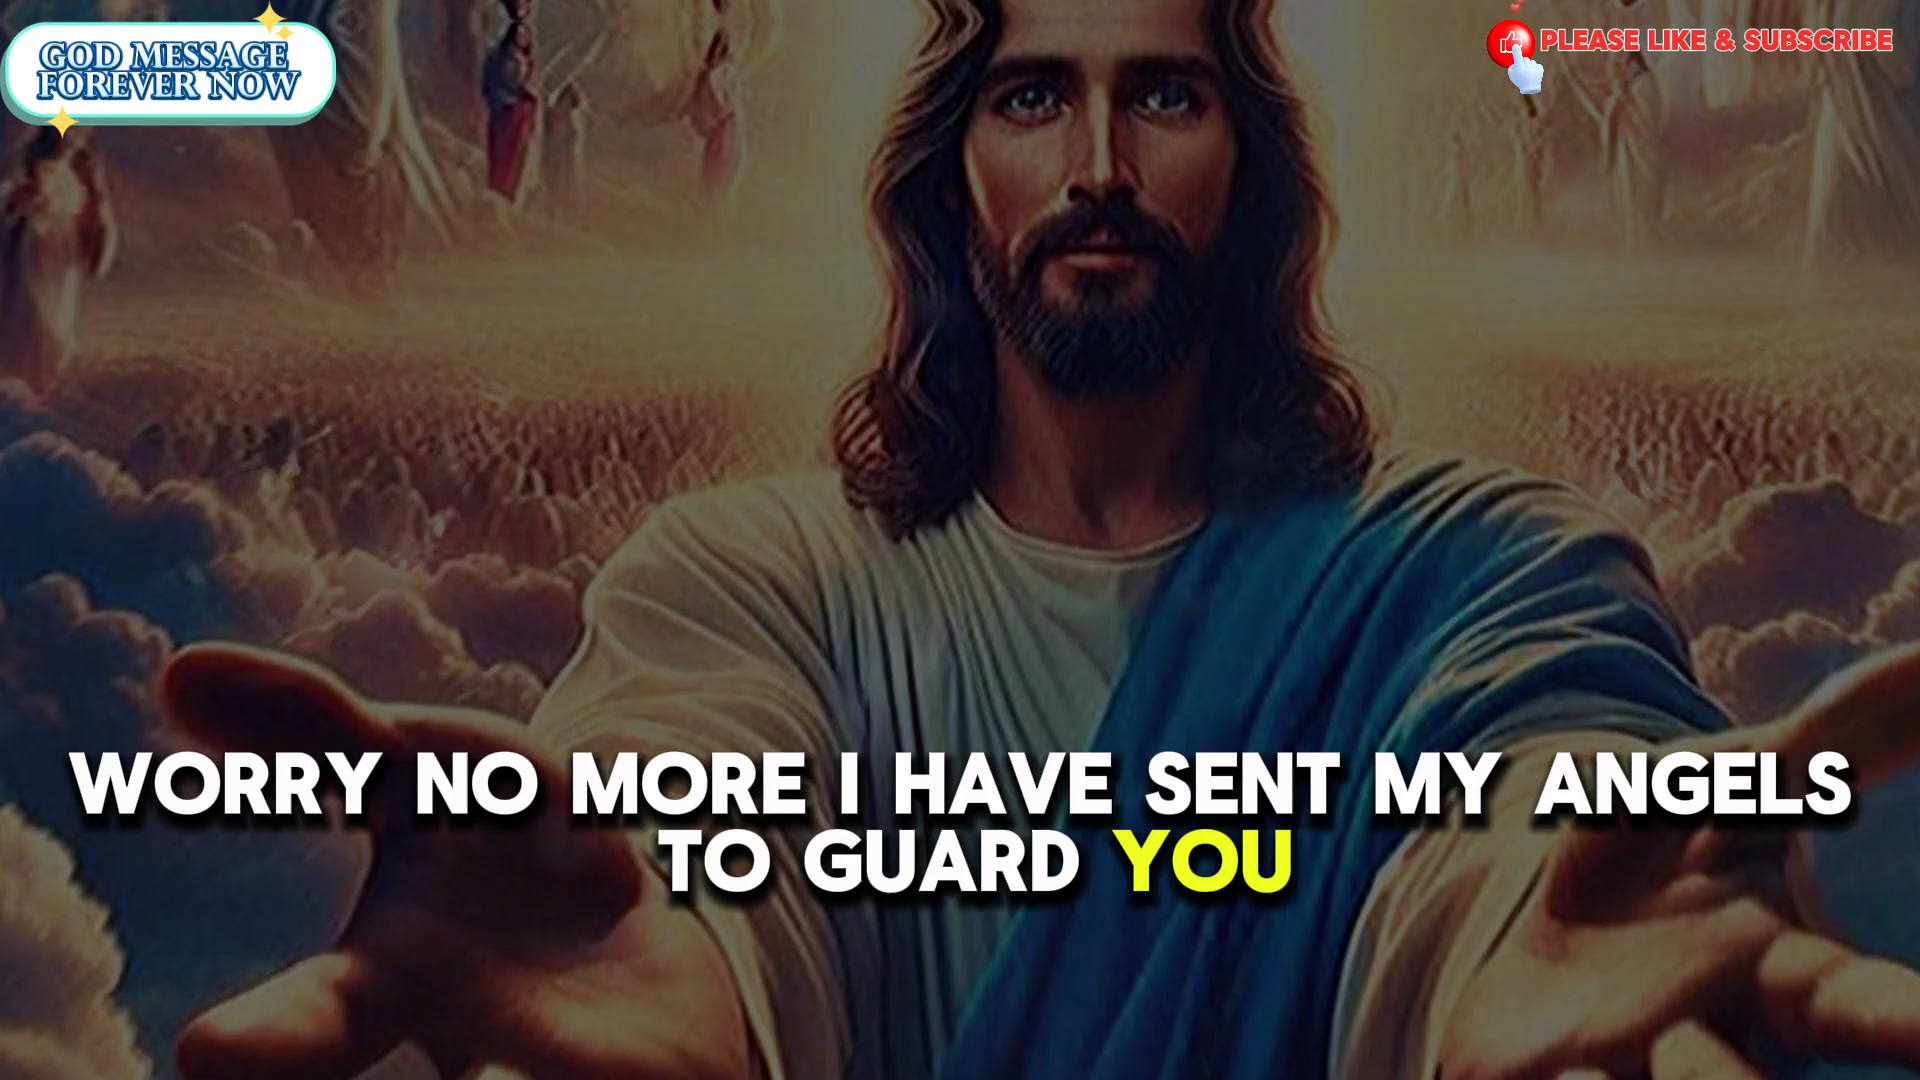 GOD MESSAGE
FOREVER NOW
PLEASE LIKE & SUBSCRIBE
WORRY NO MORE I HAVE SENT MY ANGELS
TO GUARD YOU